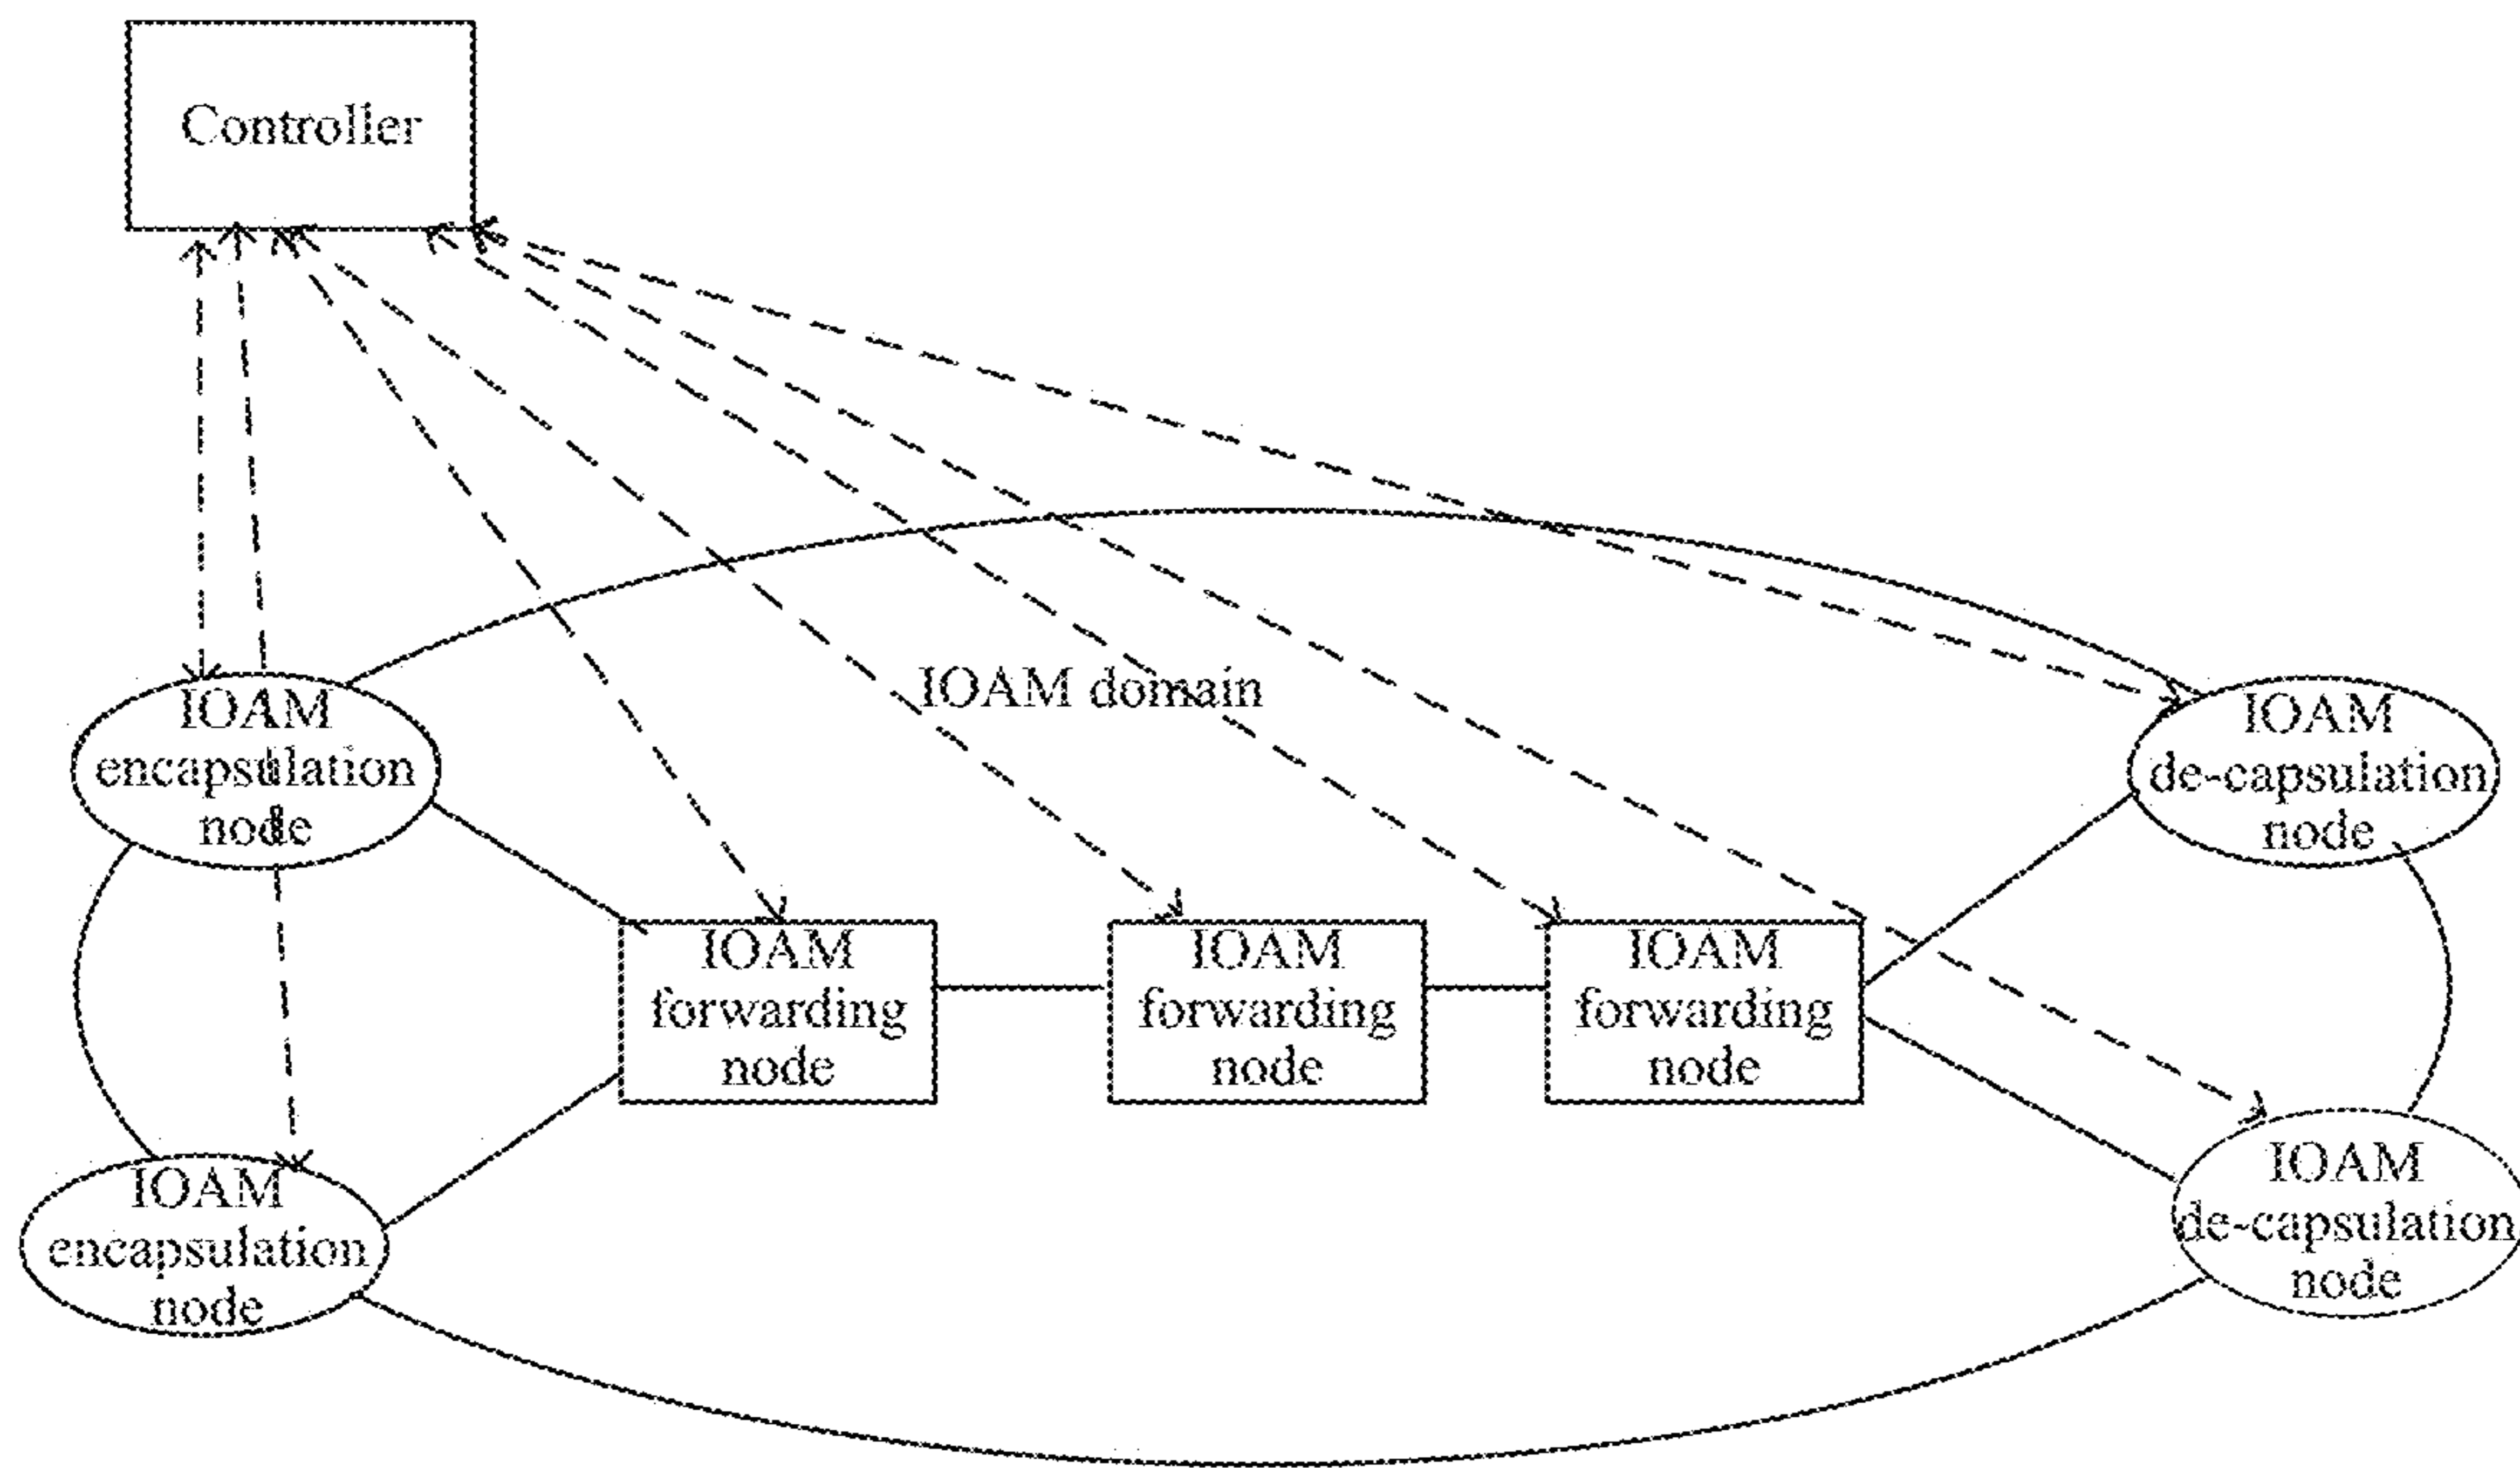 Controller
IOAM domain
IOAM
encapsulation
node
IOAM
de-capsulation
node
IOAM
forwarding
node
IOAM
forwarding
node
IOAM
forwarding
node
IOAM
encapsulation
node
IOAM
de-capsulation
node